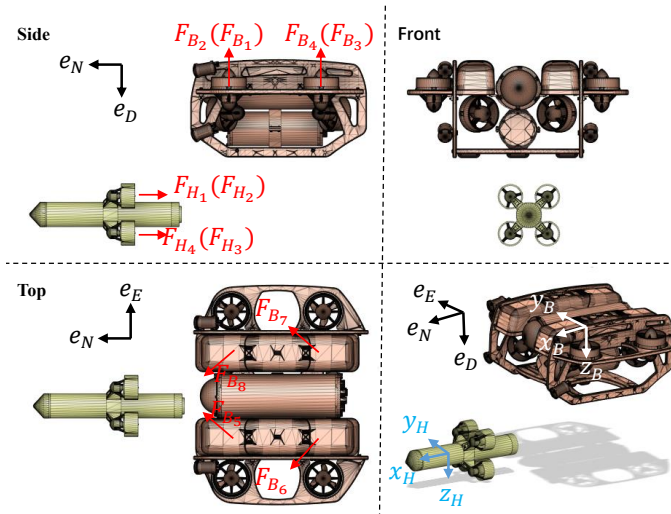 Side
F_{B_2}(F_{B_1})
F_{B_4}(F_{B_3})
e_N
e_D
F_{H_1}(F_{H_2})
F_{H_4}(F_{H_3})
Front
Top
e_E
e_N
F_{B_7}
F_{B_8}
F_{B_5}
F_{B_6}
e_E
e_N
e_D
y_B
x_B
z_B
y_H
x_H
z_H